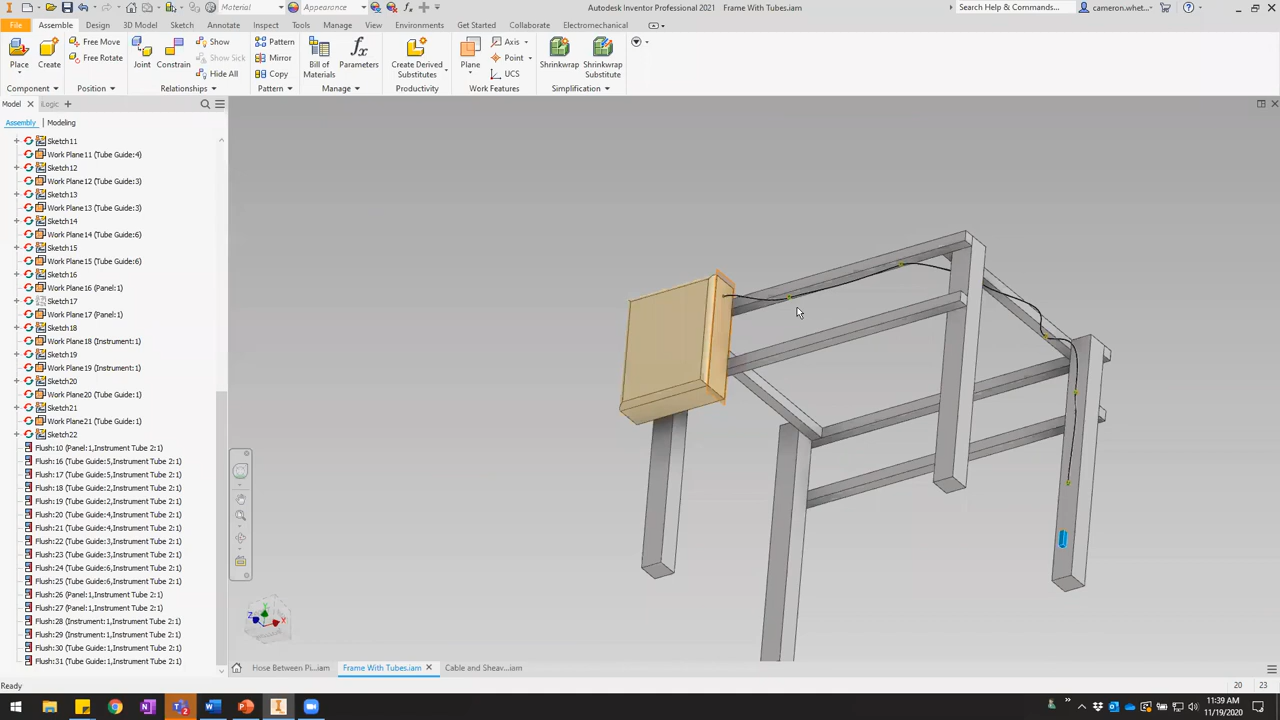 Material
Appearance
Autodesk Inventor Professional 2021 Frame With Tubes.iam
Search Help & Commands...
cameron.whet...
File Assemble Design 3D Model Sketch Annotate Inspect Tools Manage View Environments Get Started Collaborate Electromechanical
Free Move Show Pattern Axis
Free Rotate Show Sick Mirror Point
Place Create Joint Constrain Hide All Copy Bill of Materials Parameters Create Derived Substitutes Plane UCS Shrinkwrap Shrinkwrap Substitute
Component Position Relationships Pattern Manage Productivity Work Features Simplification
Model iLogic
Assembly Modeling
Sketch11
Work Plane11 (Tube Guide:4)
Sketch12
Work Plane12 (Tube Guide:3)
Sketch13
Work Plane13 (Tube Guide:3)
Sketch14
Work Plane14 (Tube Guide:6)
Sketch15
Work Plane15 (Tube Guide:6)
Sketch16
Work Plane16 (Panel:1)
Sketch17
Work Plane17 (Panel:1)
Sketch18
Work Plane18 (Instrument:1)
Sketch19
Work Plane19 (Instrument:1)
Sketch20
Work Plane20 (Tube Guide:1)
Sketch21
Work Plane21 (Tube Guide:1)
Sketch22
Flush:10 (Panel:1,Instrument Tube 2:1)
Flush:16 (Tube Guide:5,Instrument Tube 2:1)
Flush:17 (Tube Guide:5,Instrument Tube 2:1)
Flush:18 (Tube Guide:2,Instrument Tube 2:1)
Flush:19 (Tube Guide:2,Instrument Tube 2:1)
Flush:20 (Tube Guide:4,Instrument Tube 2:1)
Flush:21 (Tube Guide:4,Instrument Tube 2:1)
Flush:22 (Tube Guide:3,Instrument Tube 2:1)
Flush:23 (Tube Guide:3,Instrument Tube 2:1)
Flush:24 (Tube Guide:6,Instrument Tube 2:1)
Flush:25 (Tube Guide:6,Instrument Tube 2:1)
Flush:26 (Panel:1,Instrument Tube 2:1)
Flush:27 (Panel:1,Instrument Tube 2:1)
Flush:28 (Instrument:1,Instrument Tube 2:1)
Flush:29 (Instrument:1,Instrument Tube 2:1)
Flush:30 (Tube Guide:1,Instrument Tube 2:1)
Flush:31 (Tube Guide:1,Instrument Tube 2:1)
Z Y X
Hose Between Pi...iam Frame With Tubes.iam Cable and Sheav...iam
Ready
20 23
11:39 AM
11/19/2020